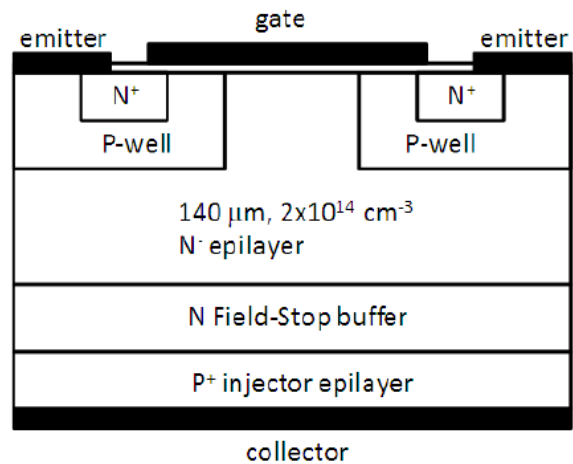 gate
emitter emitter
N⁺ N⁺
P-well P-well
140 μm, 2x10¹⁴ cm⁻³
N⁻ epilayer
N Field-Stop buffer
P⁺ injector epilayer
collector